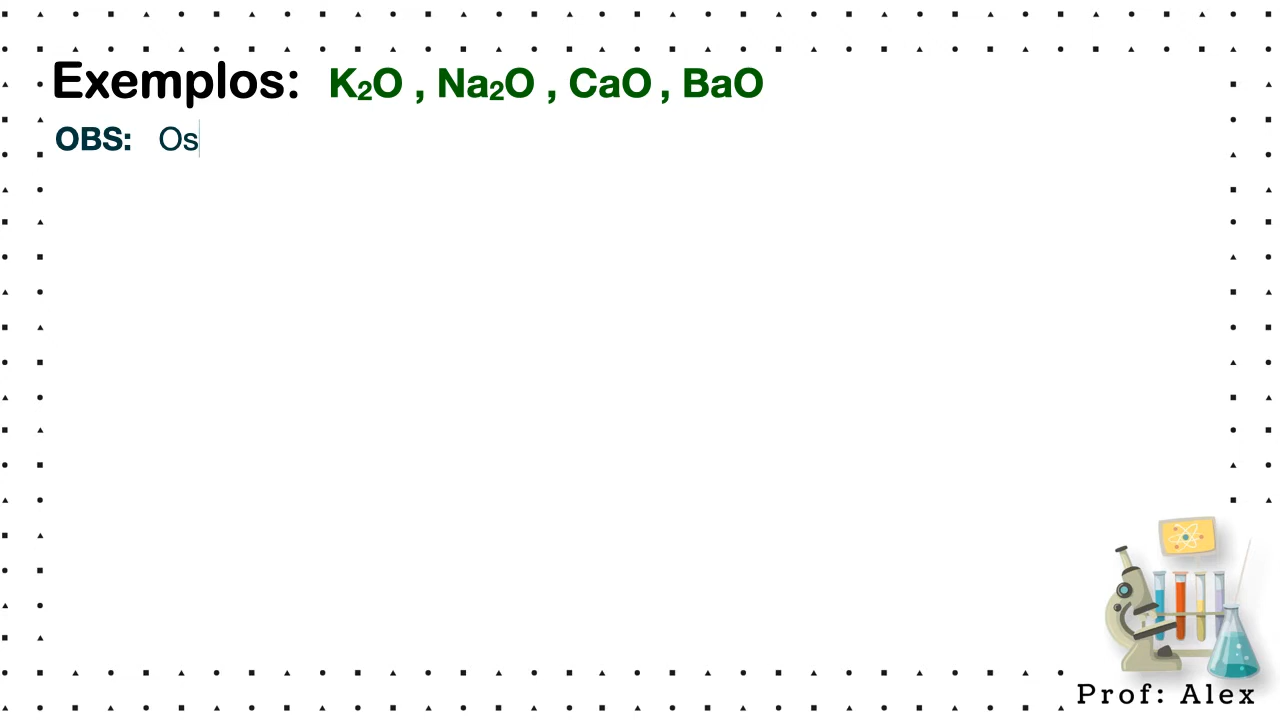 Exemplos: K₂O , Na₂O , CaO , BaO
OBS: Os
Prof: Alex